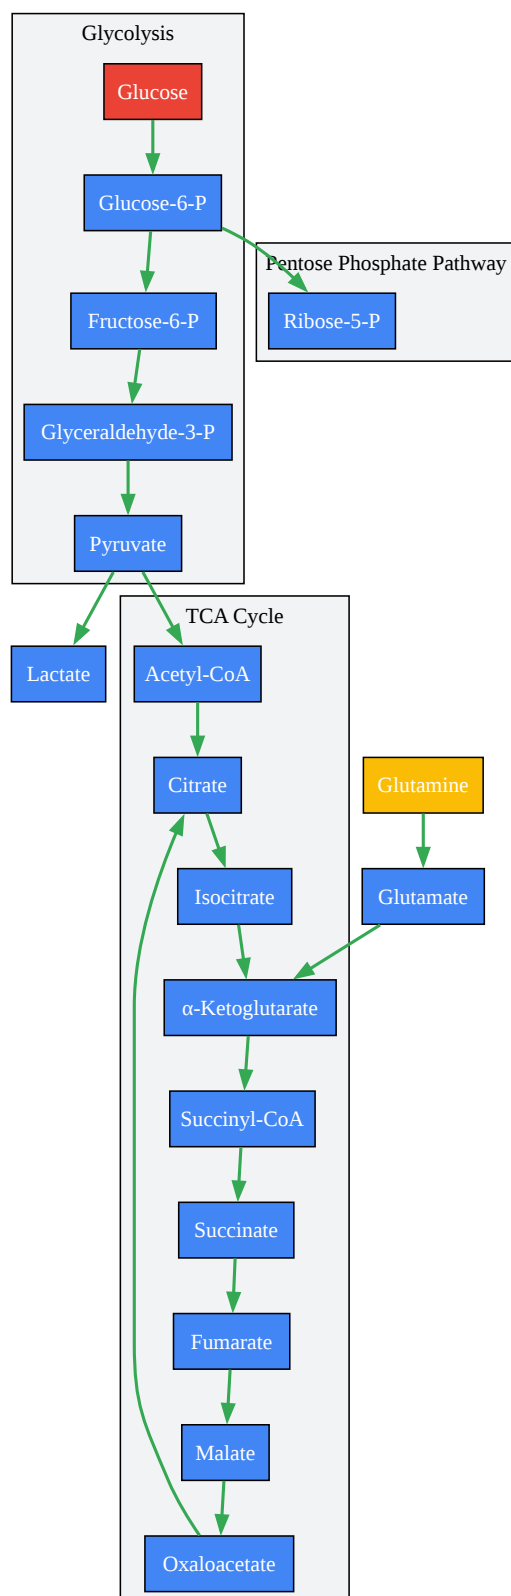 Glycolysis
Glucose
Glucose-6-P
Pentose Phosphate Pathway
Fructose-6-P
Ribose-5-P
Glyceraldehyde-3-P
Pyruvate
TCA Cycle
Lactate
Acetyl-CoA
Citrate
Glutamine
Isocitrate
Glutamate
α-Ketoglutarate
Succinyl-CoA
Succinate
Fumarate
Malate
Oxaloacetate